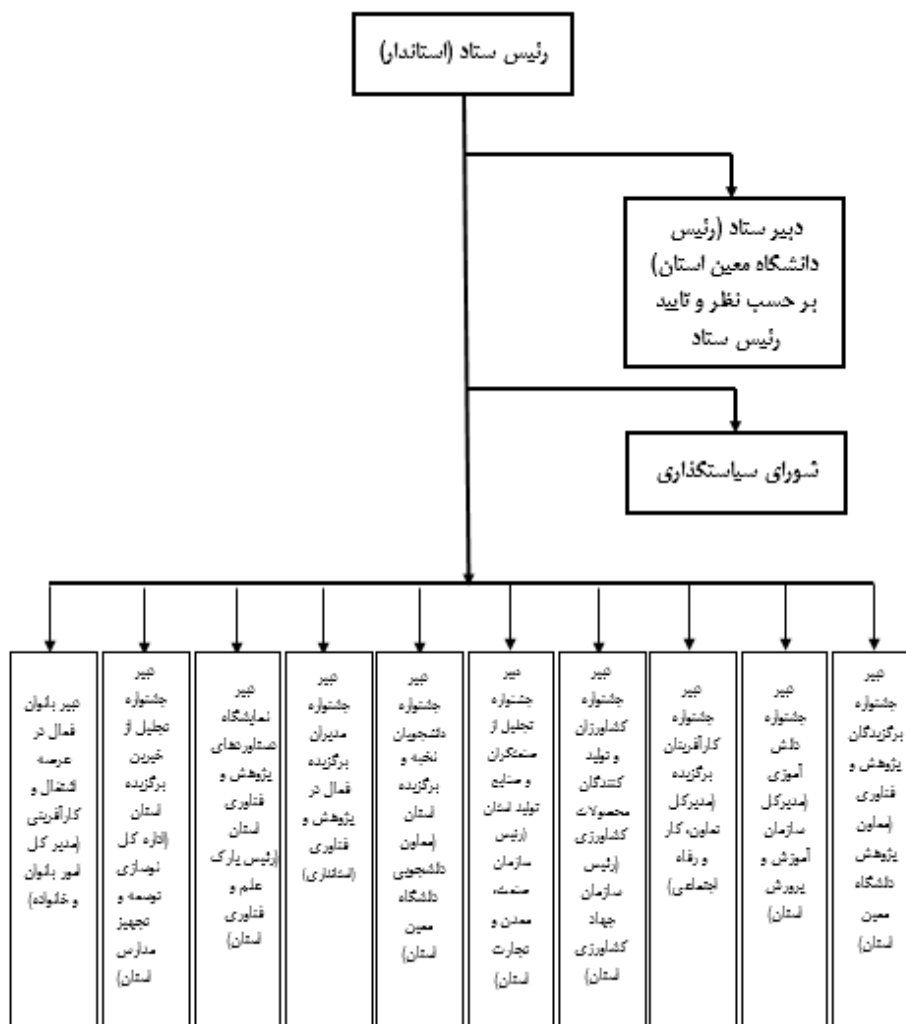 رئیس ستاد (استاندار)
دبیر ستاد (رئیس
دانشگاه معین استان)
بر حسب نظر و تایید
رئیس ستاد
شورای سیاستگذاری
دبیر
جشنواره
برگزیدگان
پژوهش و
فناوری
(معاون
پژوهش
دانشگاه
معین
استان)
دبیر
جشنواره
دانش
آموزی
(مدیرکل
سازمان
آموزش و
پرورش
استان)
دبیر
جشنواره
کارآفرینان
برگزیده
(مدیرکل
تعاون، کار
و رفاه
اجتماعی)
دبیر
جشنواره
کشاورزان
و تولید
کنندگان
محصولات
کشاورزی
(رئیس
سازمان
جهاد
کشاورزی
استان)
دبیر
جشنواره
تجلیل از
صنعتگران
و صنایع
تولید استان
(رئیس
سازمان
صنعت،
معدن و
تجارت
استان)
دبیر
جشنواره
دانشجویان
نخبه و
برگزیده
استان
(معاون
دانشجویی
دانشگاه
معین
استان)
دبیر
جشنواره
مدیران
برگزیده
فعال در
پژوهش و
فناوری
(استانداری)
دبیر
نمایشگاه
دستاوردهای
پژوهش و
فناوری
استان
(رئیس پارک
علم و
فناوری
استان)
دبیر
جشنواره
تجلیل از
خیرین
برگزیده
استان
(اداره کل
نوسازی
توسعه و
تجهیز
مدارس
استان)
دبیر بانوان
فعال در
عرصه
اشتغال و
کارآفرینی
(مدیر کل
امور بانوان
و خانواده)